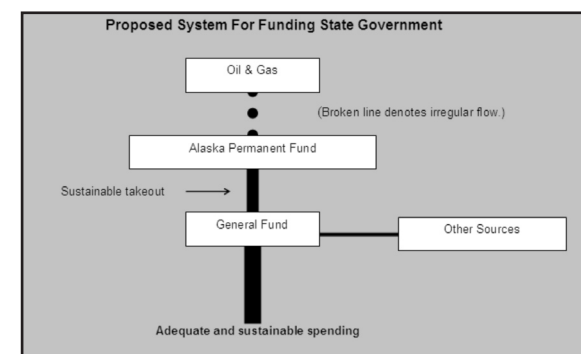 Proposed System For Funding State Government
Oil & Gas
(Broken line denotes irregular flow.)
Alaska Permanent Fund
Sustainable takeout
General Fund
Other Sources
Adequate and sustainable spending